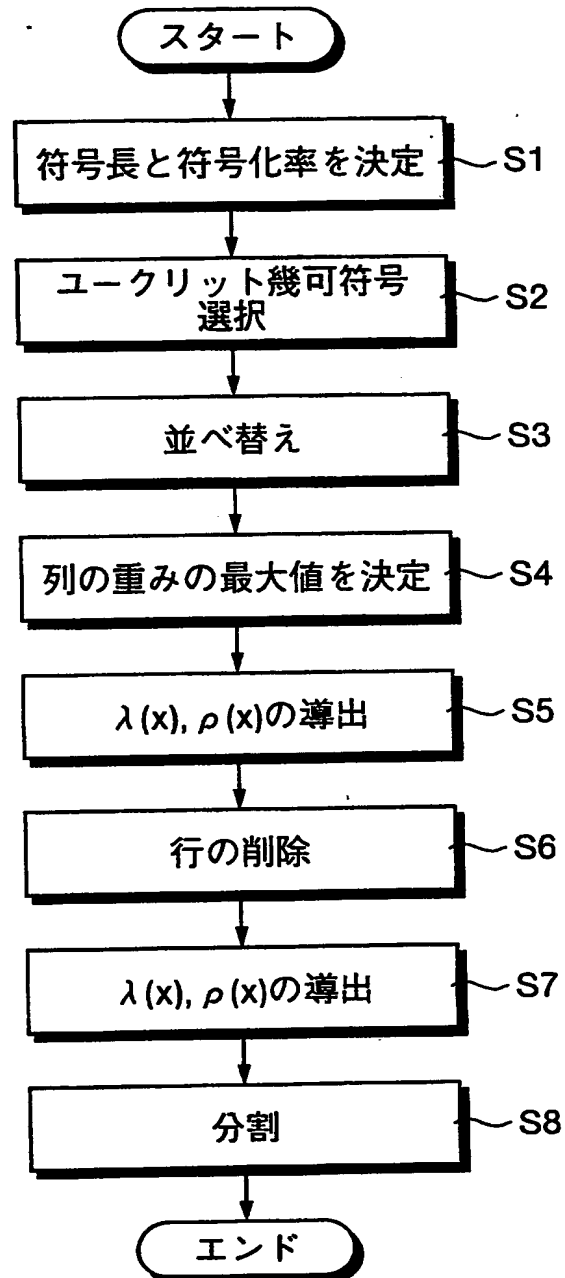 スタート
符号長と符号化率を決定
S1
ユークリット幾可符号
選択
S2
並べ替え
S3
列の重みの最大値を決定
S4
λ(x), ρ(x)の導出
S5
行の削除
S6
λ(x), ρ(x)の導出
S7
分割
S8
エンド